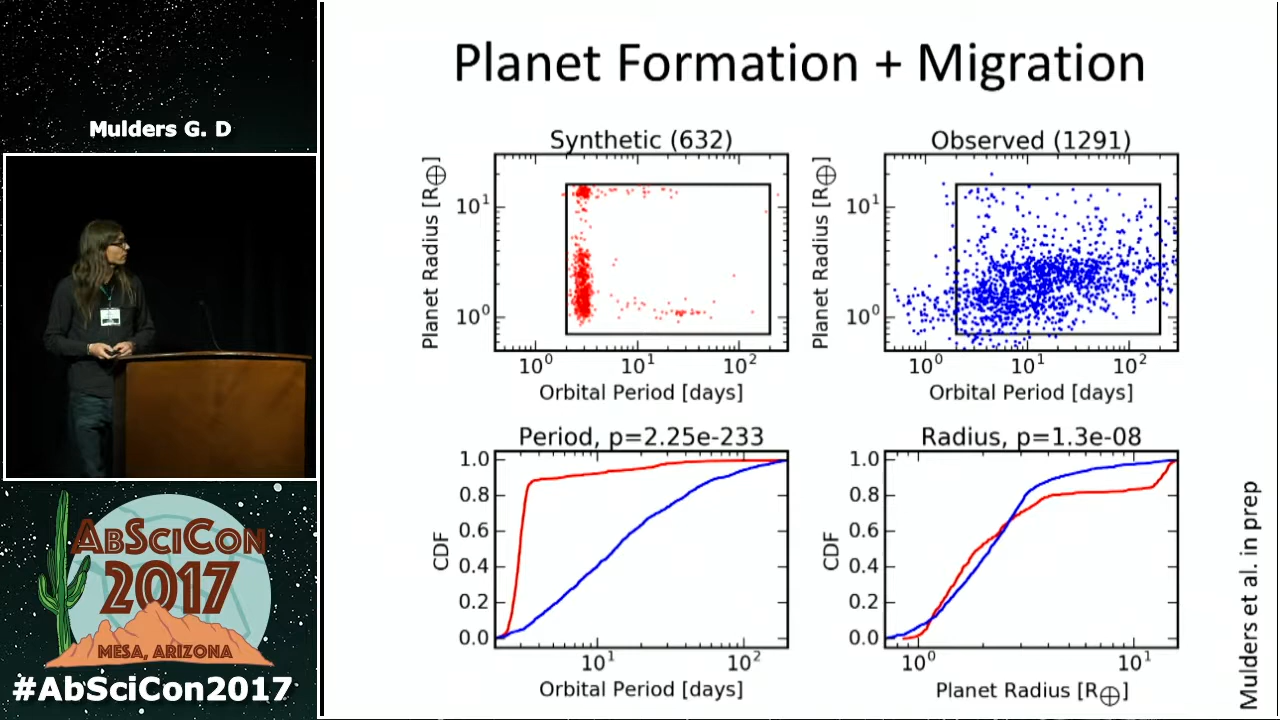 Mulders G. D
ABSCICON
2017
MESA, ARIZONA
#AbSciCon2017
Planet Formation + Migration
Synthetic (632)
Planet Radius [R⊕]
10¹
10⁰
10⁰ 10¹ 10²
Orbital Period [days]
Observed (1291)
Planet Radius [R⊕]
10¹
10⁰
10⁰ 10¹ 10²
Orbital Period [days]
Period, p=2.25e-233
CDF
1.0
0.8
0.6
0.4
0.2
0.0
10¹ 10²
Orbital Period [days]
Radius, p=1.3e-08
CDF
1.0
0.8
0.6
0.4
0.2
0.0
10⁰ 10¹
Planet Radius [R⊕]
Mulders et al. in prep